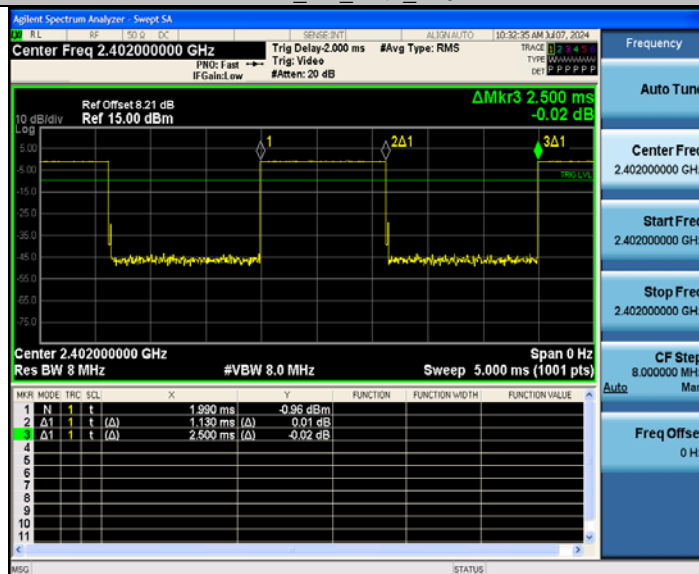 Agilent Spectrum Analyzer - Swept SA
RL RF 50 Ω DC SENSE:INT ALIGN AUTO 10:32:35 AM Jul 07, 2024
Center Freq 2.402000000 GHz
PNO: Fast
IFGain:Low
Trig Delay-2.000 ms
Trig: Video
#Atten: 20 dB
#Avg Type: RMS
TRACE 1 2 3 4 5 6
TYPE WWWWWW
DET P P P P P P
Ref Offset 8.21 dB
10 dB/div Ref 15.00 dBm
Log
ΔMkr3 2.500 ms
-0.02 dB
1 2Δ1 3Δ1
TRIG LVL
5.00
-5.00
-15.0
-25.0
-35.0
-45.0
-55.0
-65.0
-75.0
Center 2.402000000 GHz Span 0 Hz
Res BW 8 MHz #VBW 8.0 MHz Sweep 5.000 ms (1001 pts)
MKR MODE TRC SCL X Y FUNCTION FUNCTION WIDTH FUNCTION VALUE
1 N 1 t 1.990 ms -0.96 dBm
2 Δ1 1 t (Δ) 1.130 ms (Δ) 0.01 dB
3 Δ1 1 t (Δ) 2.500 ms (Δ) -0.02 dB
4
5
6
7
8
9
10
11
MSG STATUS
Frequency
Auto Tune
Center Freq
2.402000000 GHz
Start Freq
2.402000000 GHz
Stop Freq
2.402000000 GHz
CF Step
8.000000 MHz
Auto Man
Freq Offset
0 Hz